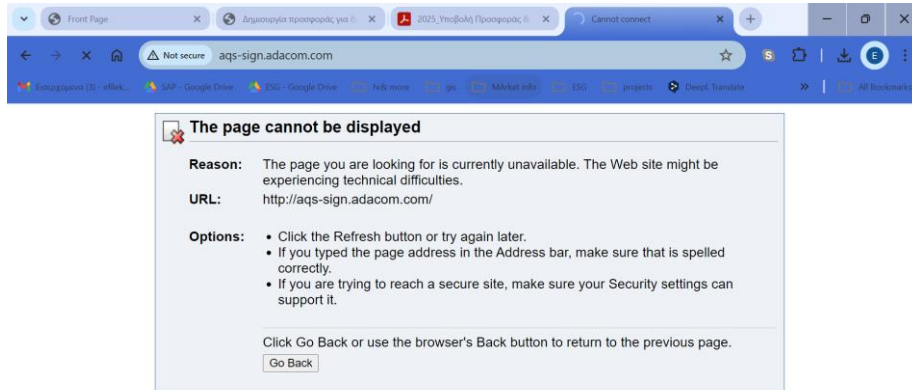 Front Page
Δημιουργία προσφοράς για δ
2025_Υποβολή Προσφοράς δ
Cannot connect
Not secure
aqs-sign.adacom.com
S
E
SAP - Google Drive
ESG - Google Drive
gis
MArket info
ESG
projects
DeepL Translate
All Bookmarks
The page cannot be displayed
Reason: The page you are looking for is currently unavailable. The Web site might be
experiencing technical difficulties.
URL: http://aqs-sign.adacom.com/
Options: • Click the Refresh button or try again later.
• If you typed the page address in the Address bar, make sure that is spelled
correctly.
• If you are trying to reach a secure site, make sure your Security settings can
support it.
Click Go Back or use the browser's Back button to return to the previous page.
Go Back